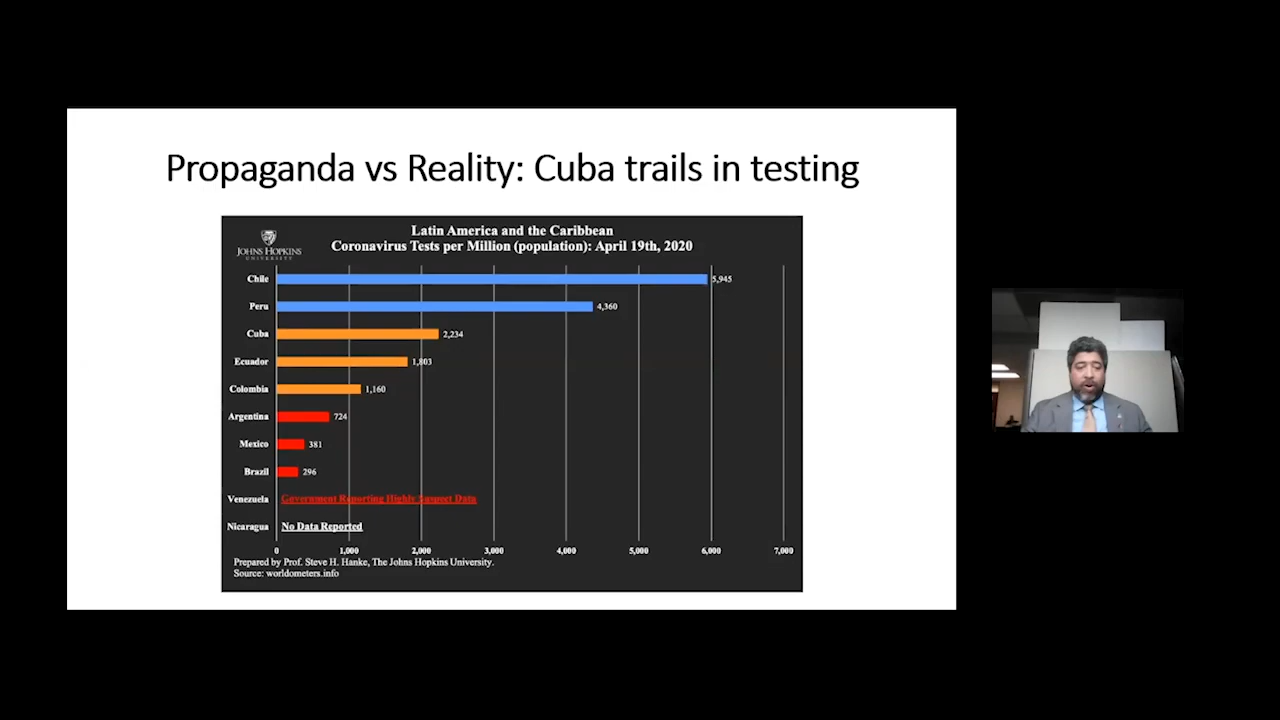 Propaganda vs Reality: Cuba trails in testing
Latin America and the Caribbean
Coronavirus Tests per Million (population): April 19th, 2020
JOHNS HOPKINS
UNIVERSITY
Chile 5,945
Peru 4,360
Cuba 2,234
Ecuador 1,803
Colombia 1,160
Argentina 724
Mexico 381
Brazil 296
Venezuela Government Reporting Highly Suspect Data
Nicaragua No Data Reported
0 1,000 2,000 3,000 4,000 5,000 6,000 7,000
Prepared by Prof. Steve H. Hanke, The Johns Hopkins University.
Source: worldometers.info